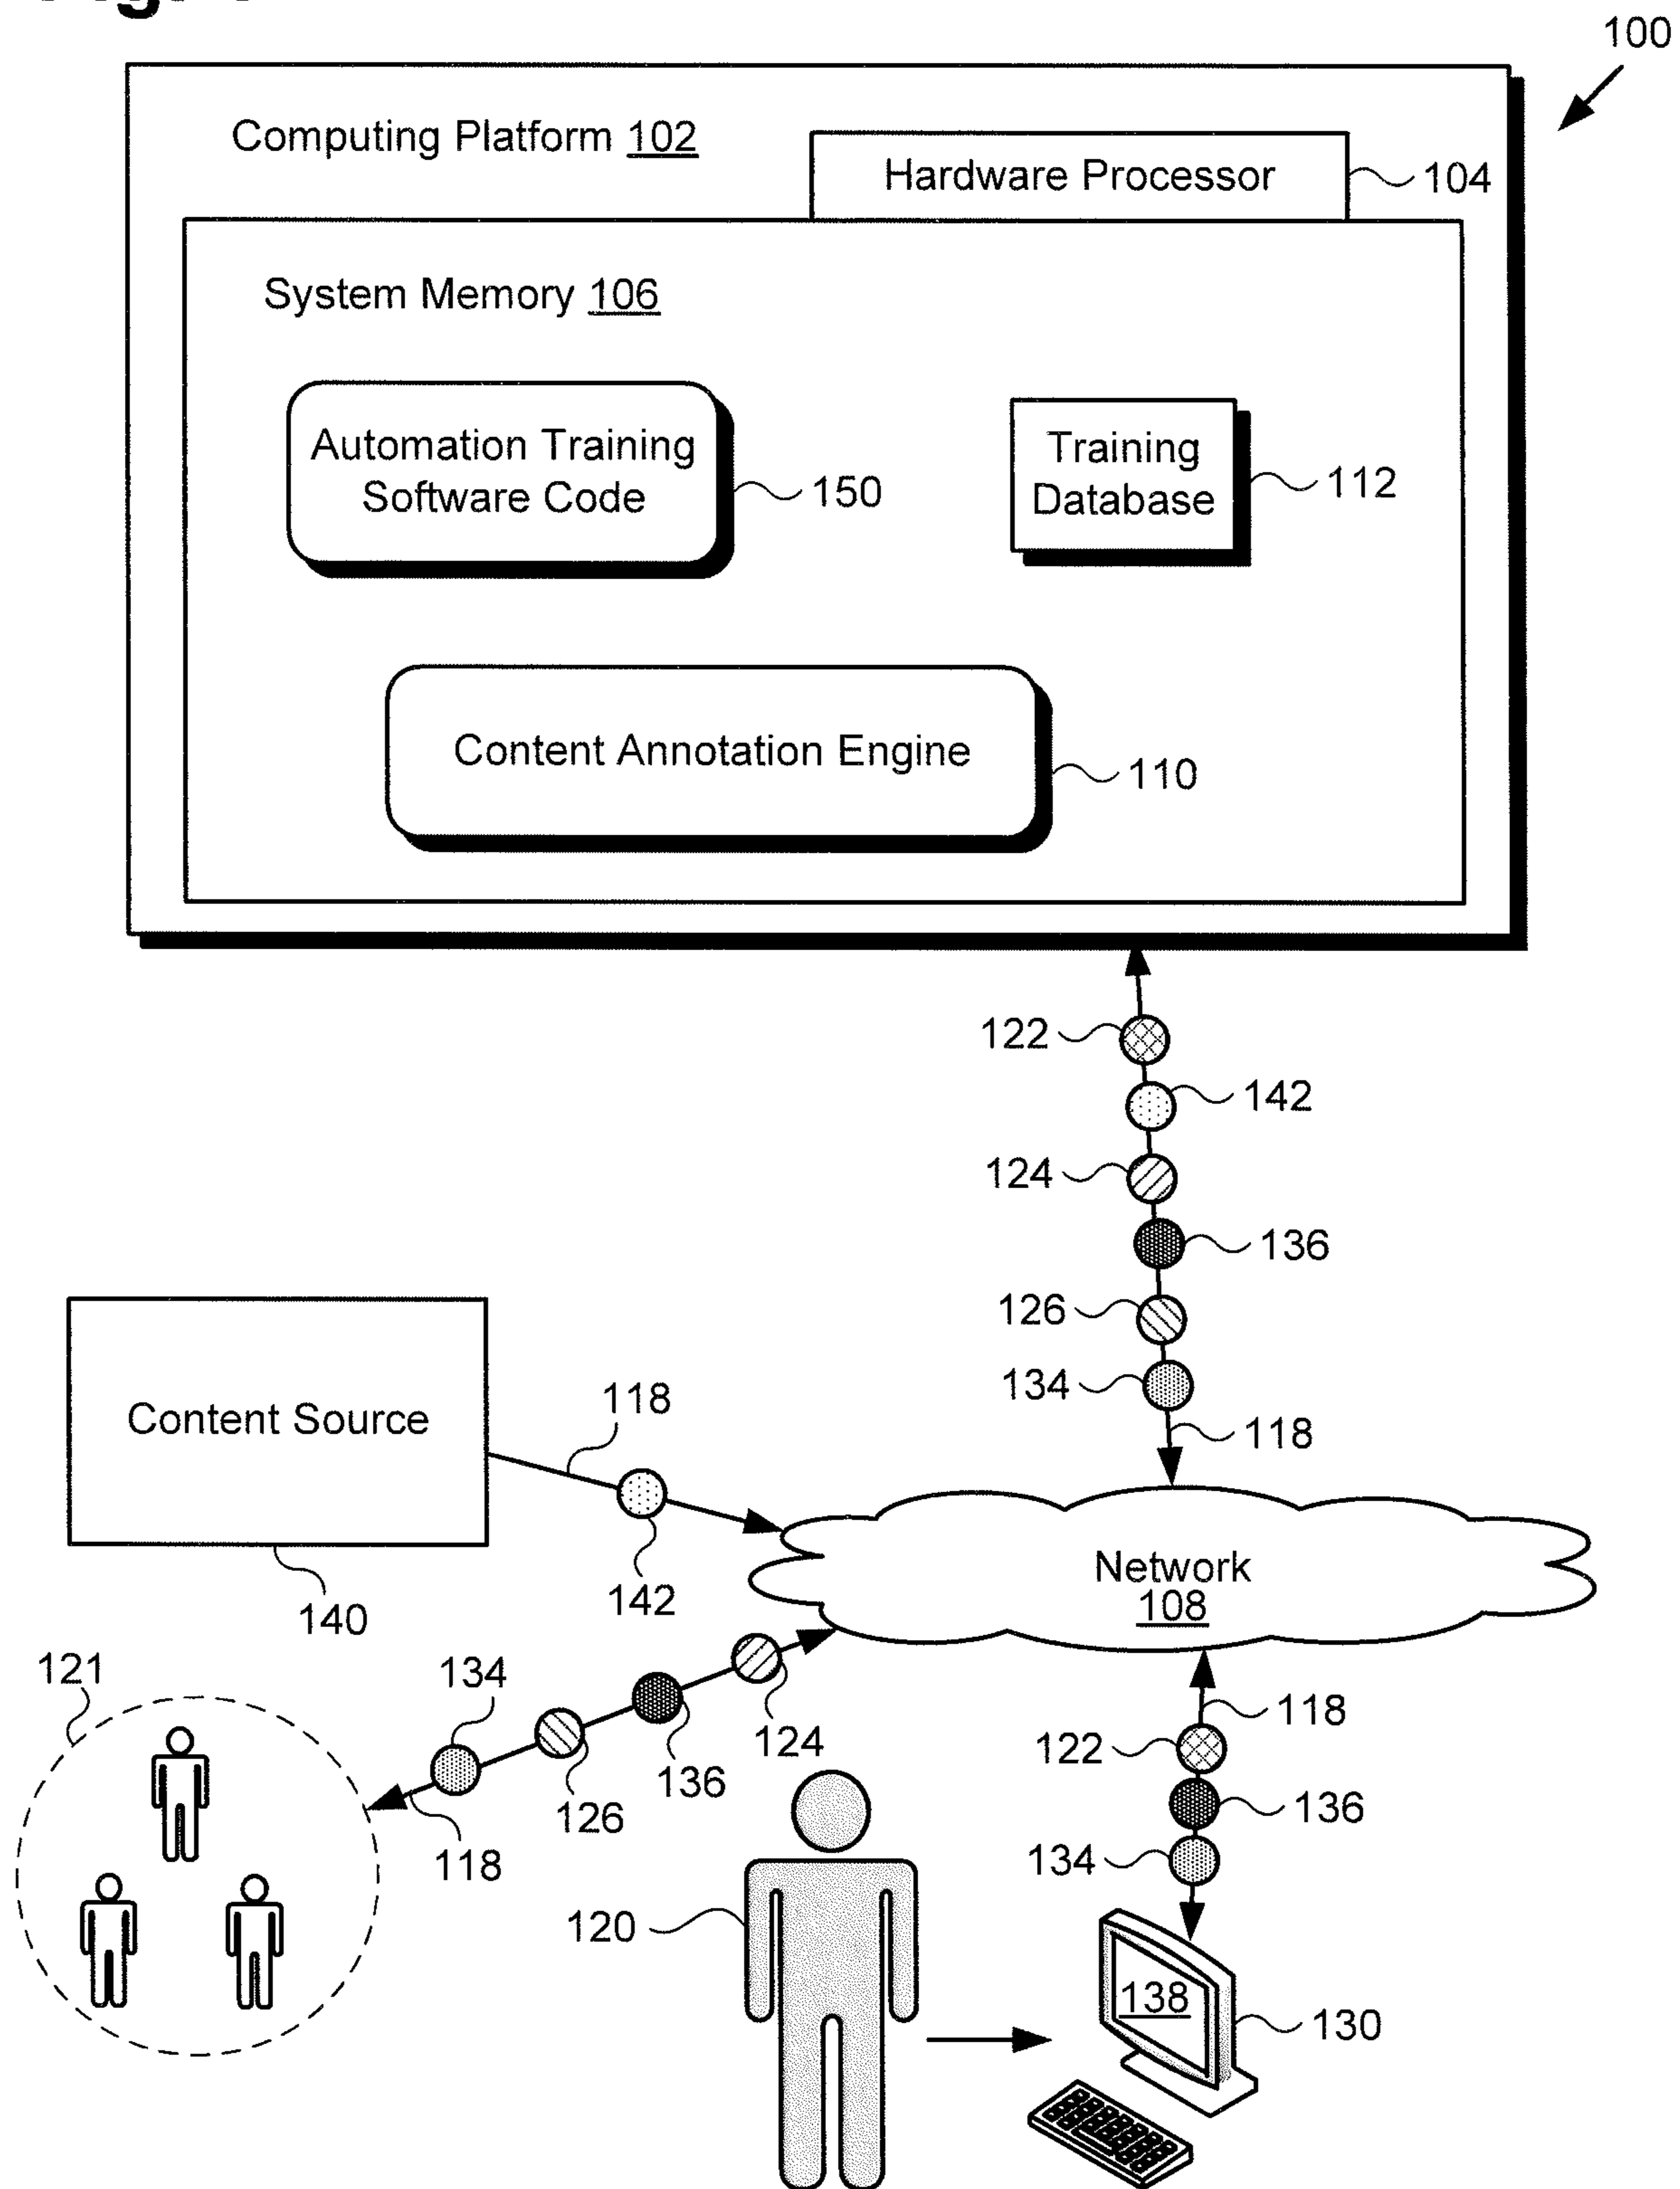 100
Computing Platform 102
Hardware Processor
104
System Memory 106
Automation Training
Software Code
150
Training
Database
112
Content Annotation Engine
110
122
142
124
136
126
134
118
Content Source
118
142
140
Network
108
121
134
126
136
124
118
118
122
136
134
120
138
130